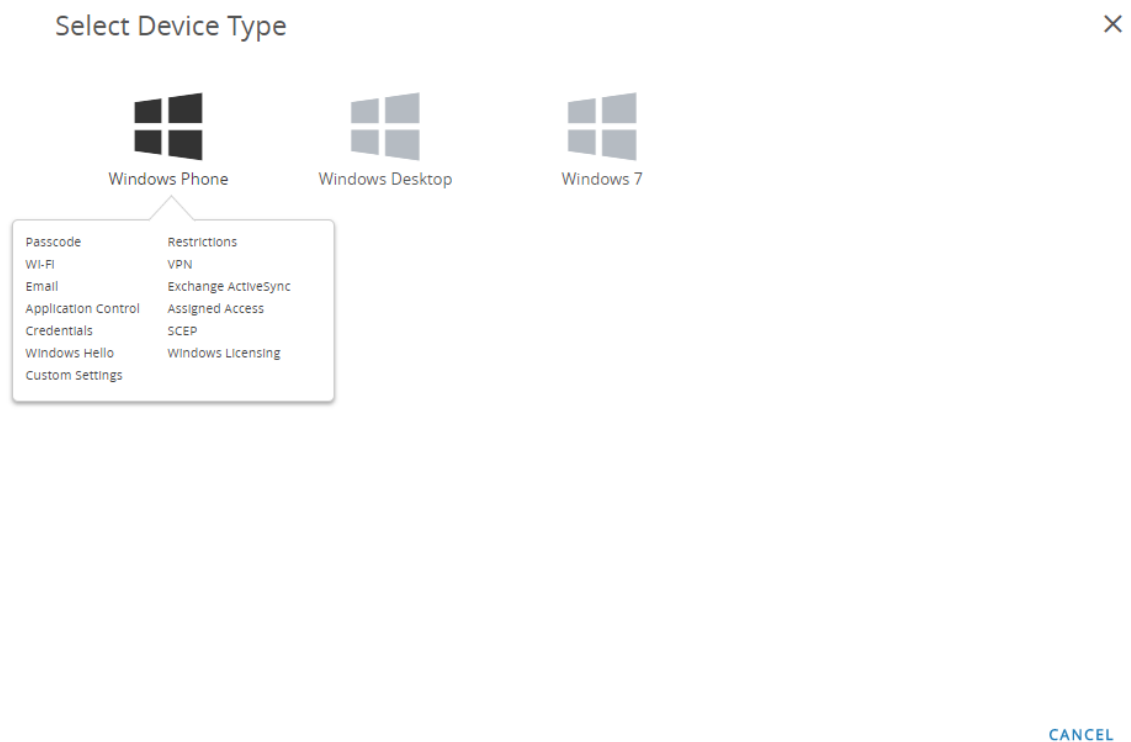 Select Device Type
Windows Phone
Windows Desktop
Windows 7
Passcode
Restrictions
Wi-Fi
VPN
Email
Exchange ActiveSync
Application Control
Assigned Access
Credentials
SCEP
Windows Hello
Windows Licensing
Custom Settings
CANCEL